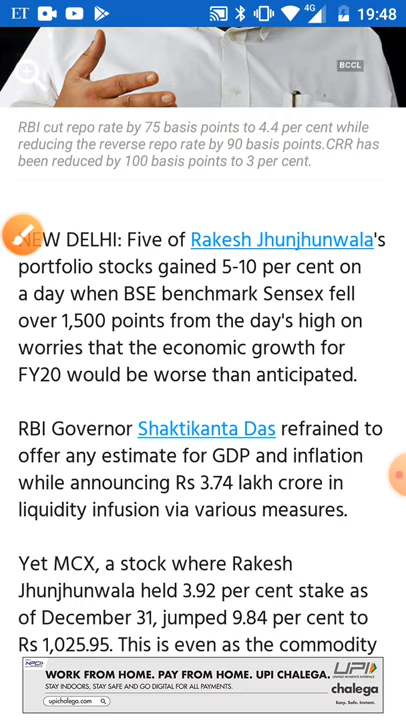 ET 4G 19:48
BCCL
RBI cut repo rate by 75 basis points to 4.4 per cent while
reducing the reverse repo rate by 90 basis points.CRR has
been reduced by 100 basis points to 3 per cent.
NEW DELHI: Five of Rakesh Jhunjhunwala's
portfolio stocks gained 5-10 per cent on
a day when BSE benchmark Sensex fell
over 1,500 points from the day's high on
worries that the economic growth for
FY20 would be worse than anticipated.
RBI Governor Shaktikanta Das refrained to
offer any estimate for GDP and inflation
while announcing Rs 3.74 lakh crore in
liquidity infusion via various measures.
Yet MCX, a stock where Rakesh
Jhunjhunwala held 3.92 per cent stake as
of December 31, jumped 9.84 per cent to
Rs 1,025.95. This is even as the commodity
NPCI
WORK FROM HOME. PAY FROM HOME. UPI CHALEGA.
STAY INDOORS, STAY SAFE AND GO DIGITAL FOR ALL PAYMENTS.
upichalega.com
UPI
UNIFIED PAYMENTS INTERFACE
chalega
Easy. Safe. Instant.